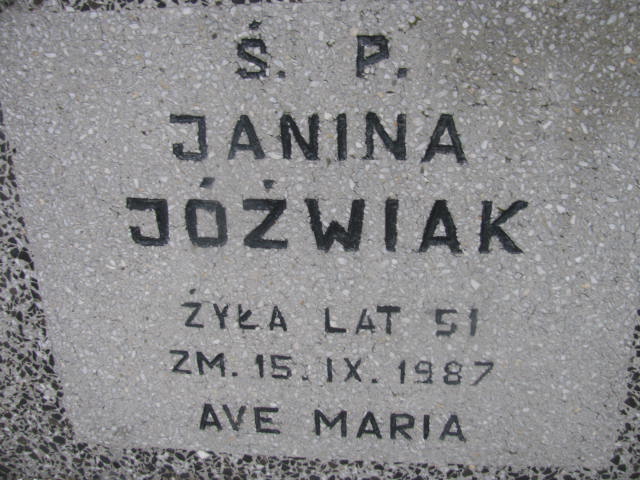 Ś. P.
JANINA
JÓŹWIAK
ŻYŁA LAT 51
ZM. 15. IX. 1987
AVE MARIA